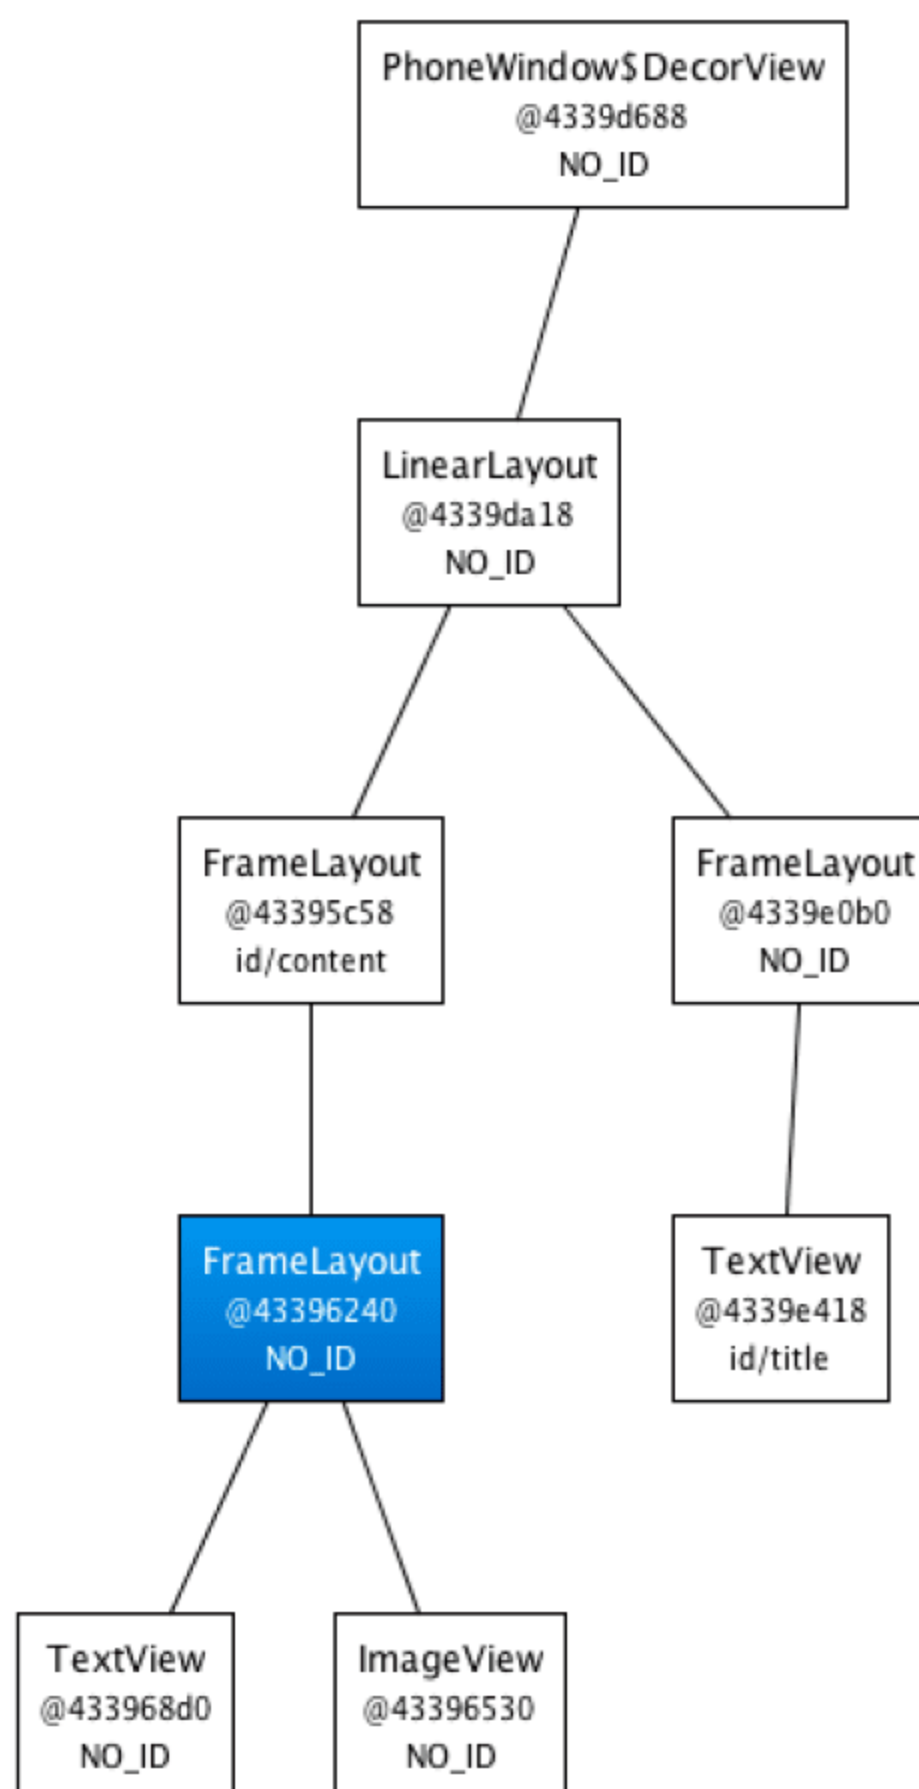 PhoneWindow$DecorView
@4339d688
NO_ID
LinearLayout
@4339da18
NO_ID
FrameLayout
@43395c58
id/content
FrameLayout
@4339e0b0
NO_ID
FrameLayout
@43396240
NO_ID
TextView
@4339e418
id/title
TextView
@433968d0
NO_ID
ImageView
@43396530
NO_ID